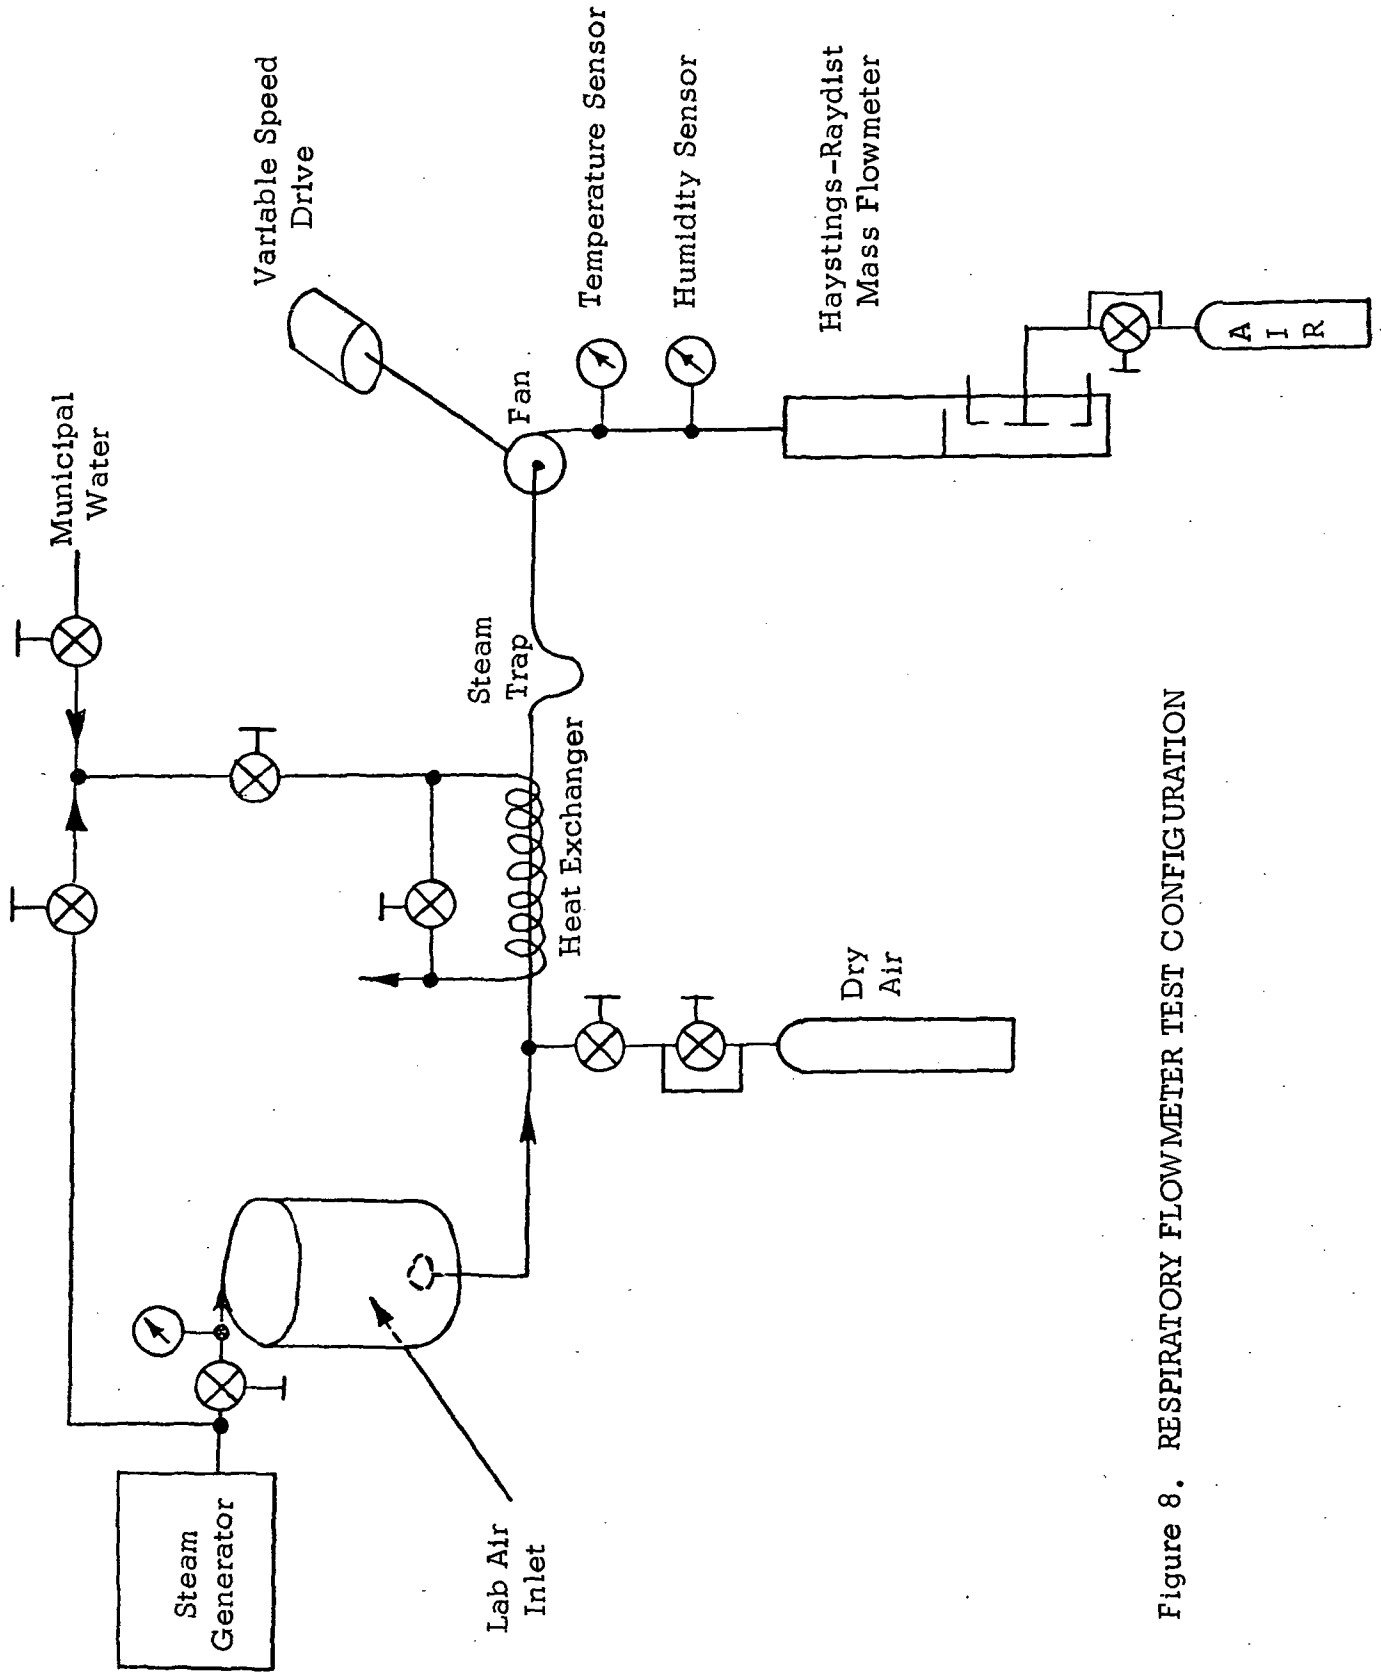 Municipal
Water
Variable Speed
Drive
Steam
Generator
Lab Air
Inlet
Steam
Trap
Fan
Heat Exchanger
Temperature Sensor
Humidity Sensor
Dry
Air
Haystings-Raydist
Mass Flowmeter
A
I
R
Figure 8. RESPIRATORY FLOWMETER TEST CONFIGURATION